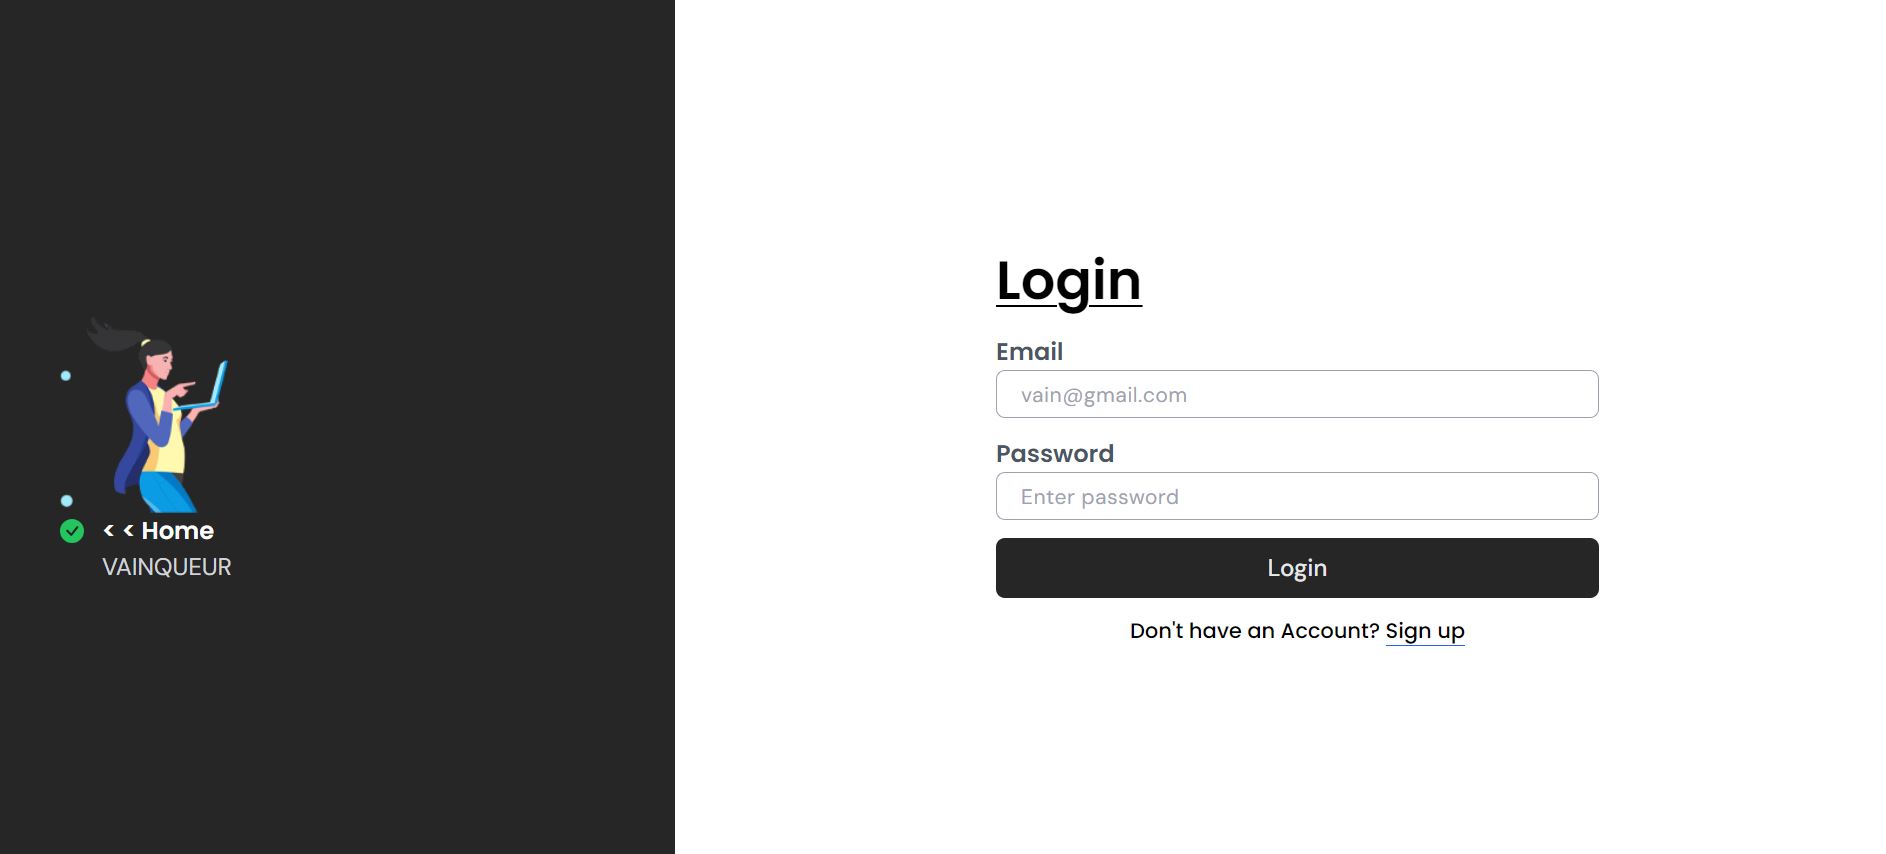 < < Home
VAINQUEUR
Login
Email
vain@gmail.com
Password
Enter password
Login
Don't have an Account? Sign up